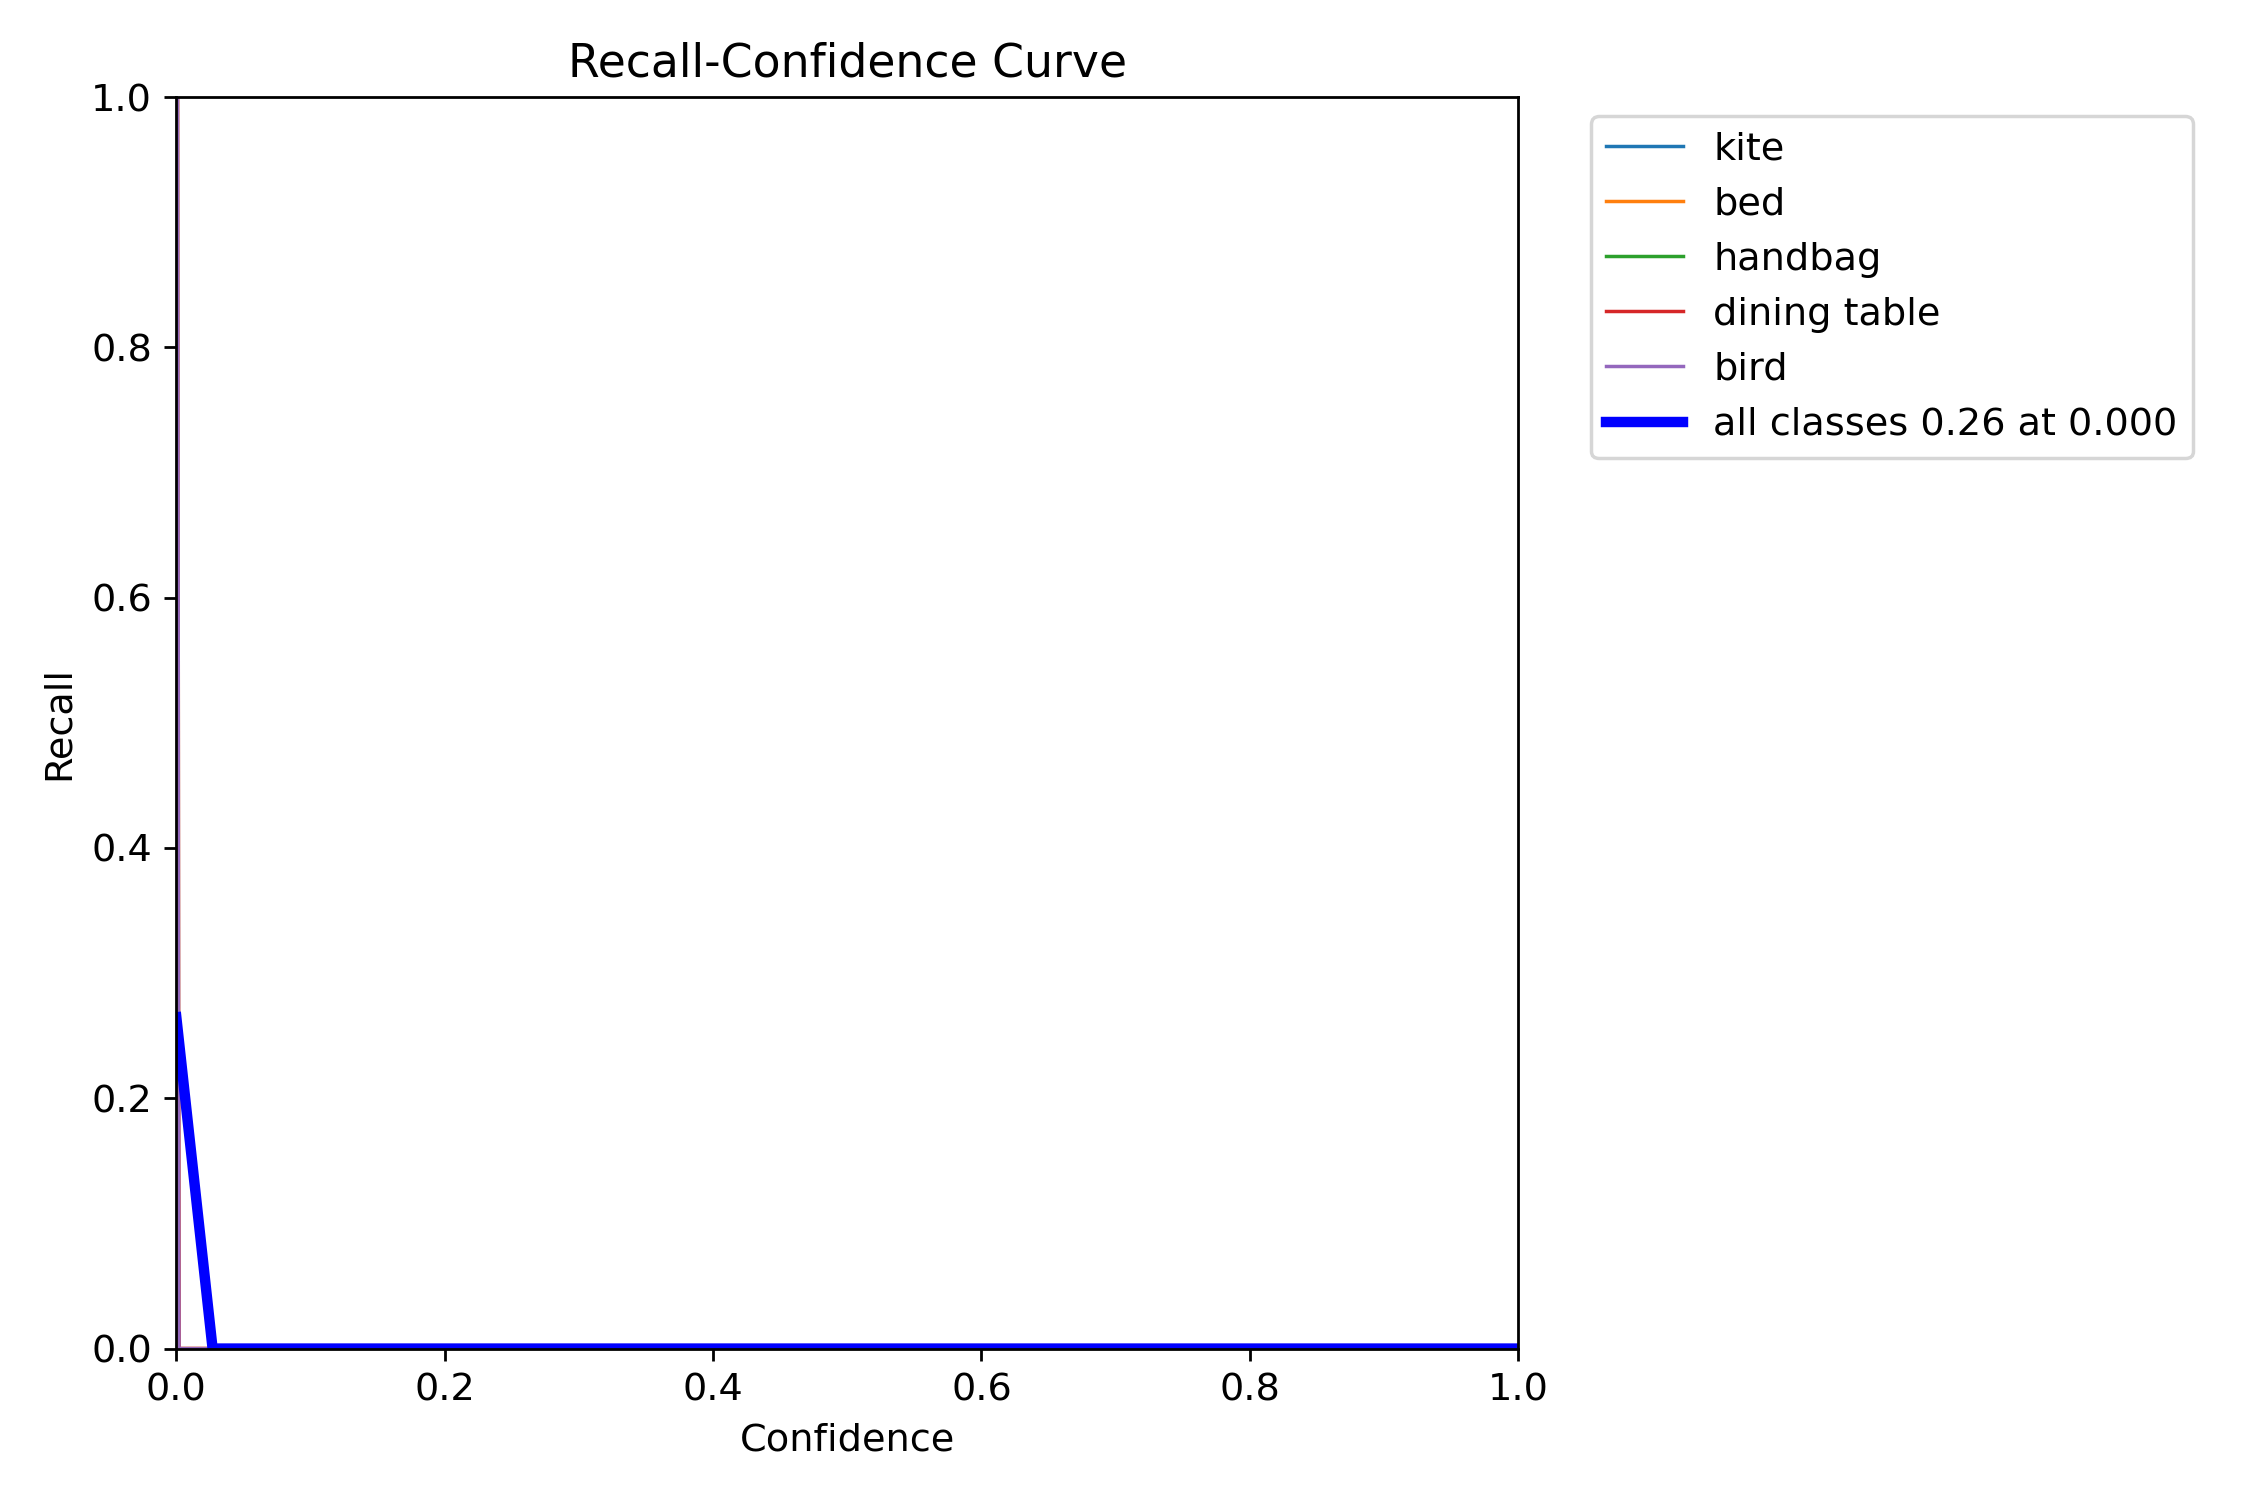 Recall-Confidence Curve
1.0
0.8
0.6
0.4
0.2
0.0
Recall
0.0 0.2 0.4 0.6 0.8 1.0
Confidence
kite
bed
handbag
dining table
bird
all classes 0.26 at 0.000